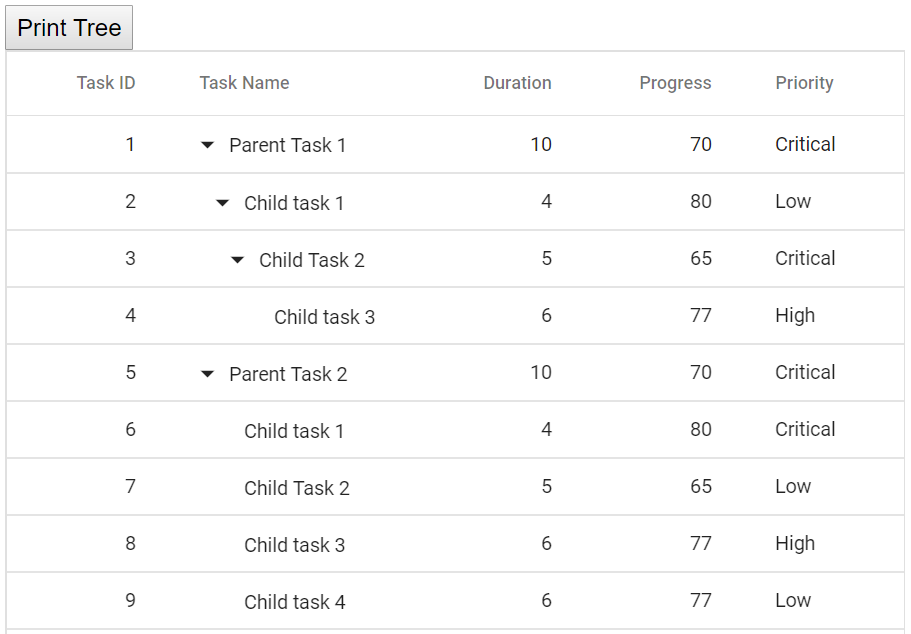 Print Tree
Task ID Task Name Duration Progress Priority
1 Parent Task 1 10 70 Critical
2 Child task 1 4 80 Low
3 Child Task 2 5 65 Critical
4 Child task 3 6 77 High
5 Parent Task 2 10 70 Critical
6 Child task 1 4 80 Critical
7 Child Task 2 5 65 Low
8 Child task 3 6 77 High
9 Child task 4 6 77 Low